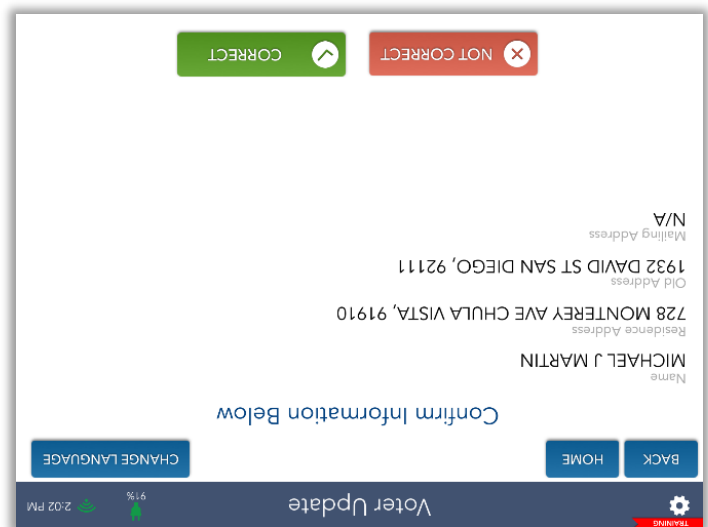 TRAINING
Voter Update
91%
2:02 PM
BACK
HOME
CHANGE LANGUAGE
Confirm Information Below
Name
MICHAEL J MARTIN
Residence Address
728 MONTEREY AVE CHULA VISTA, 91910
Old Address
1932 DAVID ST SAN DIEGO, 92111
Mailing Address
N/A
NOT CORRECT
CORRECT